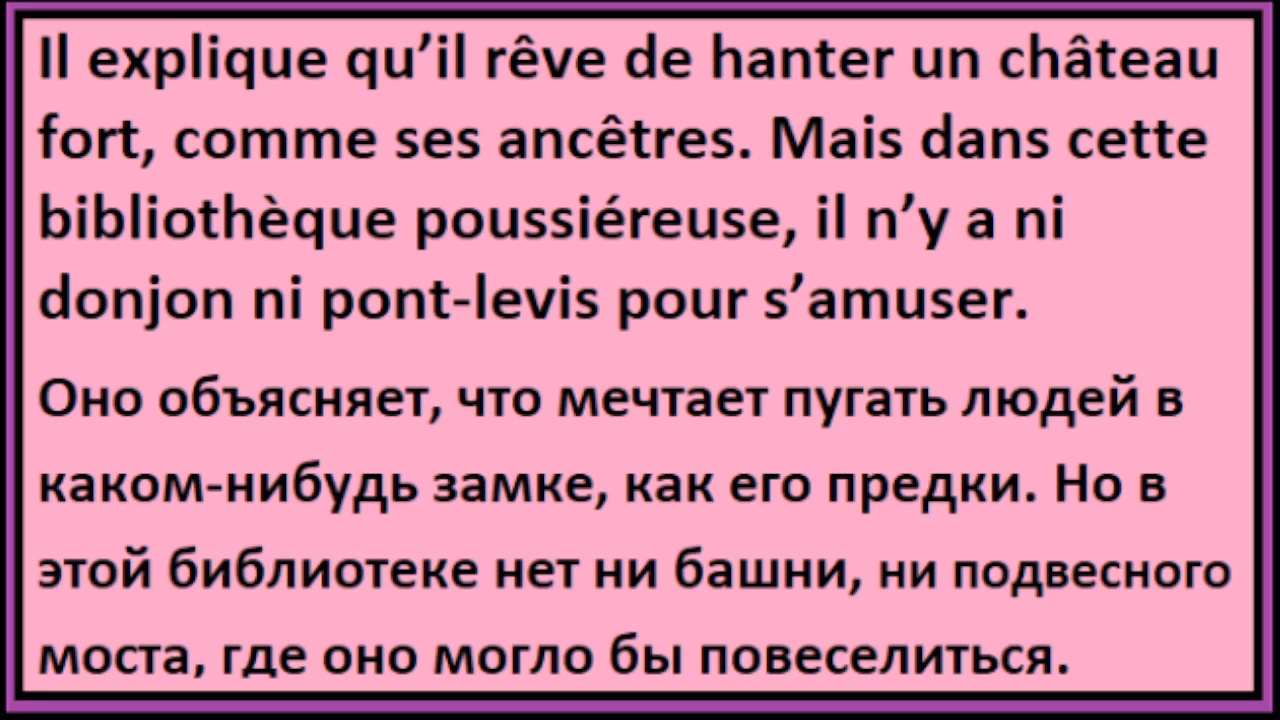 Il explique qu’il rêve de hanter un château
fort, comme ses ancêtres. Mais dans cette
bibliothèque poussiéreuse, il n’y a ni
donjon ni pont-levis pour s’amuser.
Оно объясняет, что мечтает пугать людей в
каком-нибудь замке, как его предки. Но в
этой библиотеке нет ни башни, ни подвесного
моста, где оно могло бы повеселиться.